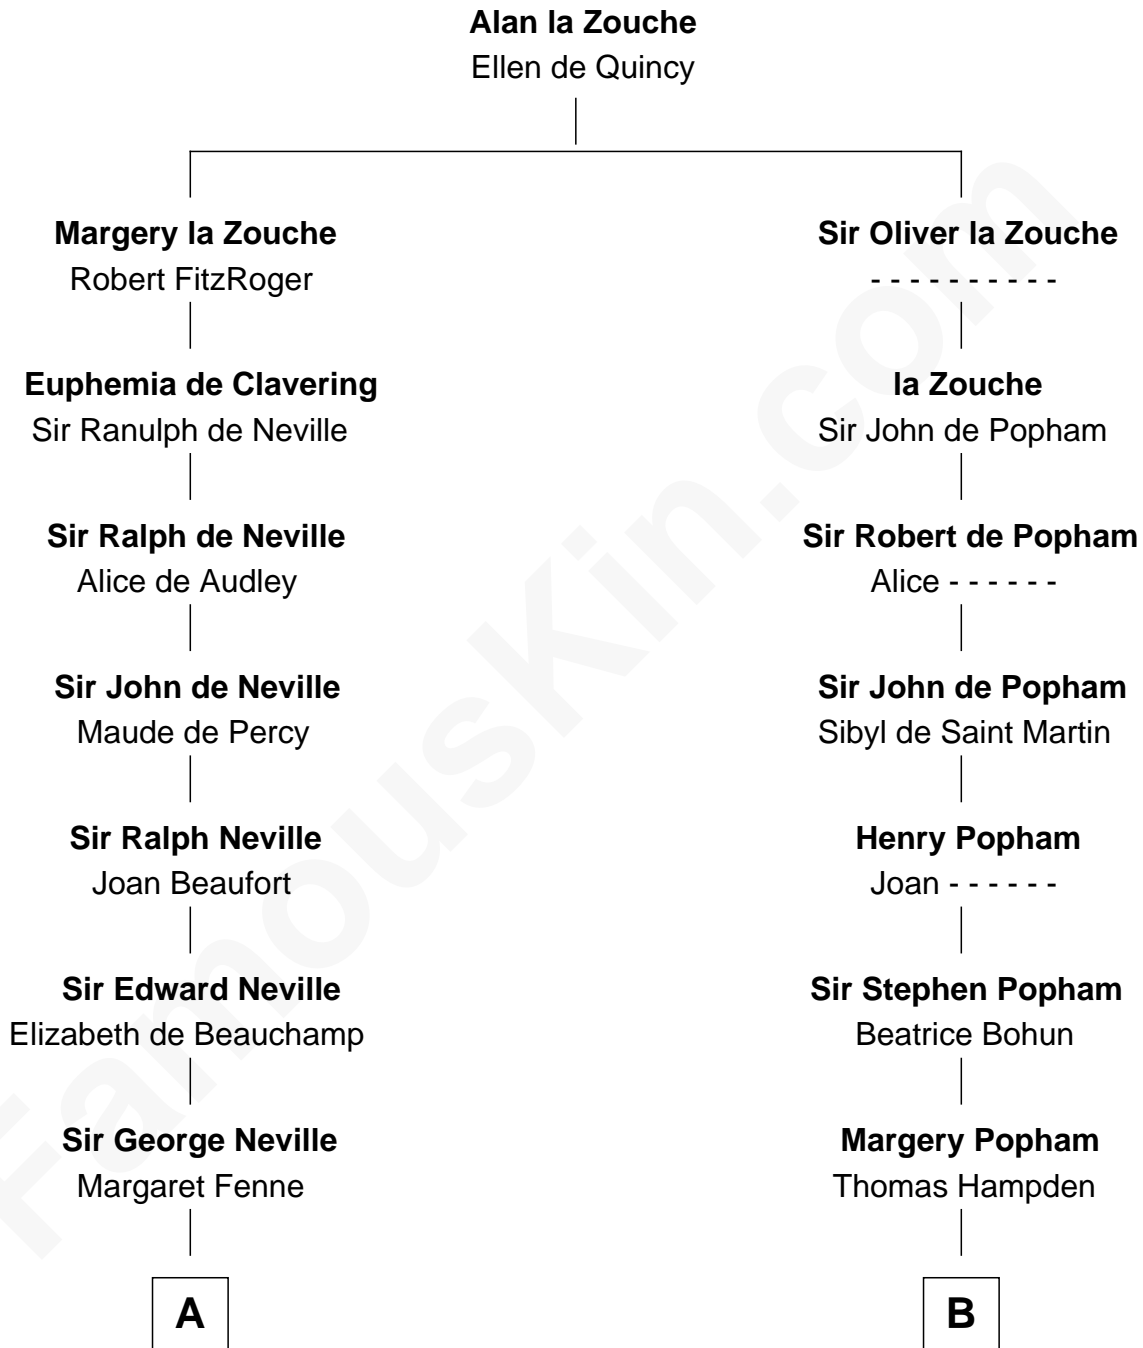 Alan la Zouche
Ellen de Quincy
Margery la Zouche
Robert FitzRoger
Euphemia de Clavering
Sir Ranulph de Neville
Sir Ralph de Neville
Alice de Audley
Sir John de Neville
Maude de Percy
Sir Ralph Neville
Joan Beaufort
Sir Edward Neville
Elizabeth de Beauchamp
Sir George Neville
Margaret Fenne
A
Sir Oliver la Zouche
- - - - - - - - - -
la Zouche
Sir John de Popham
Sir Robert de Popham
Alice - - - - - -
Sir John de Popham
Sibyl de Saint Martin
Henry Popham
Joan - - - - - -
Sir Stephen Popham
Beatrice Bohun
Margery Popham
Thomas Hampden
B
FamousKin.com